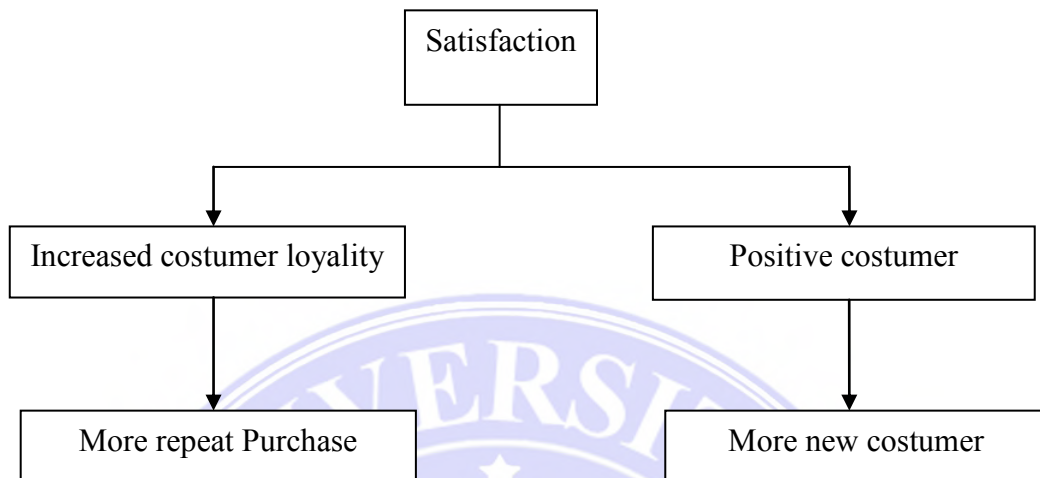 Satisfaction
Increased costumer loyality
Positive costumer
More repeat Purchase
More new costumer